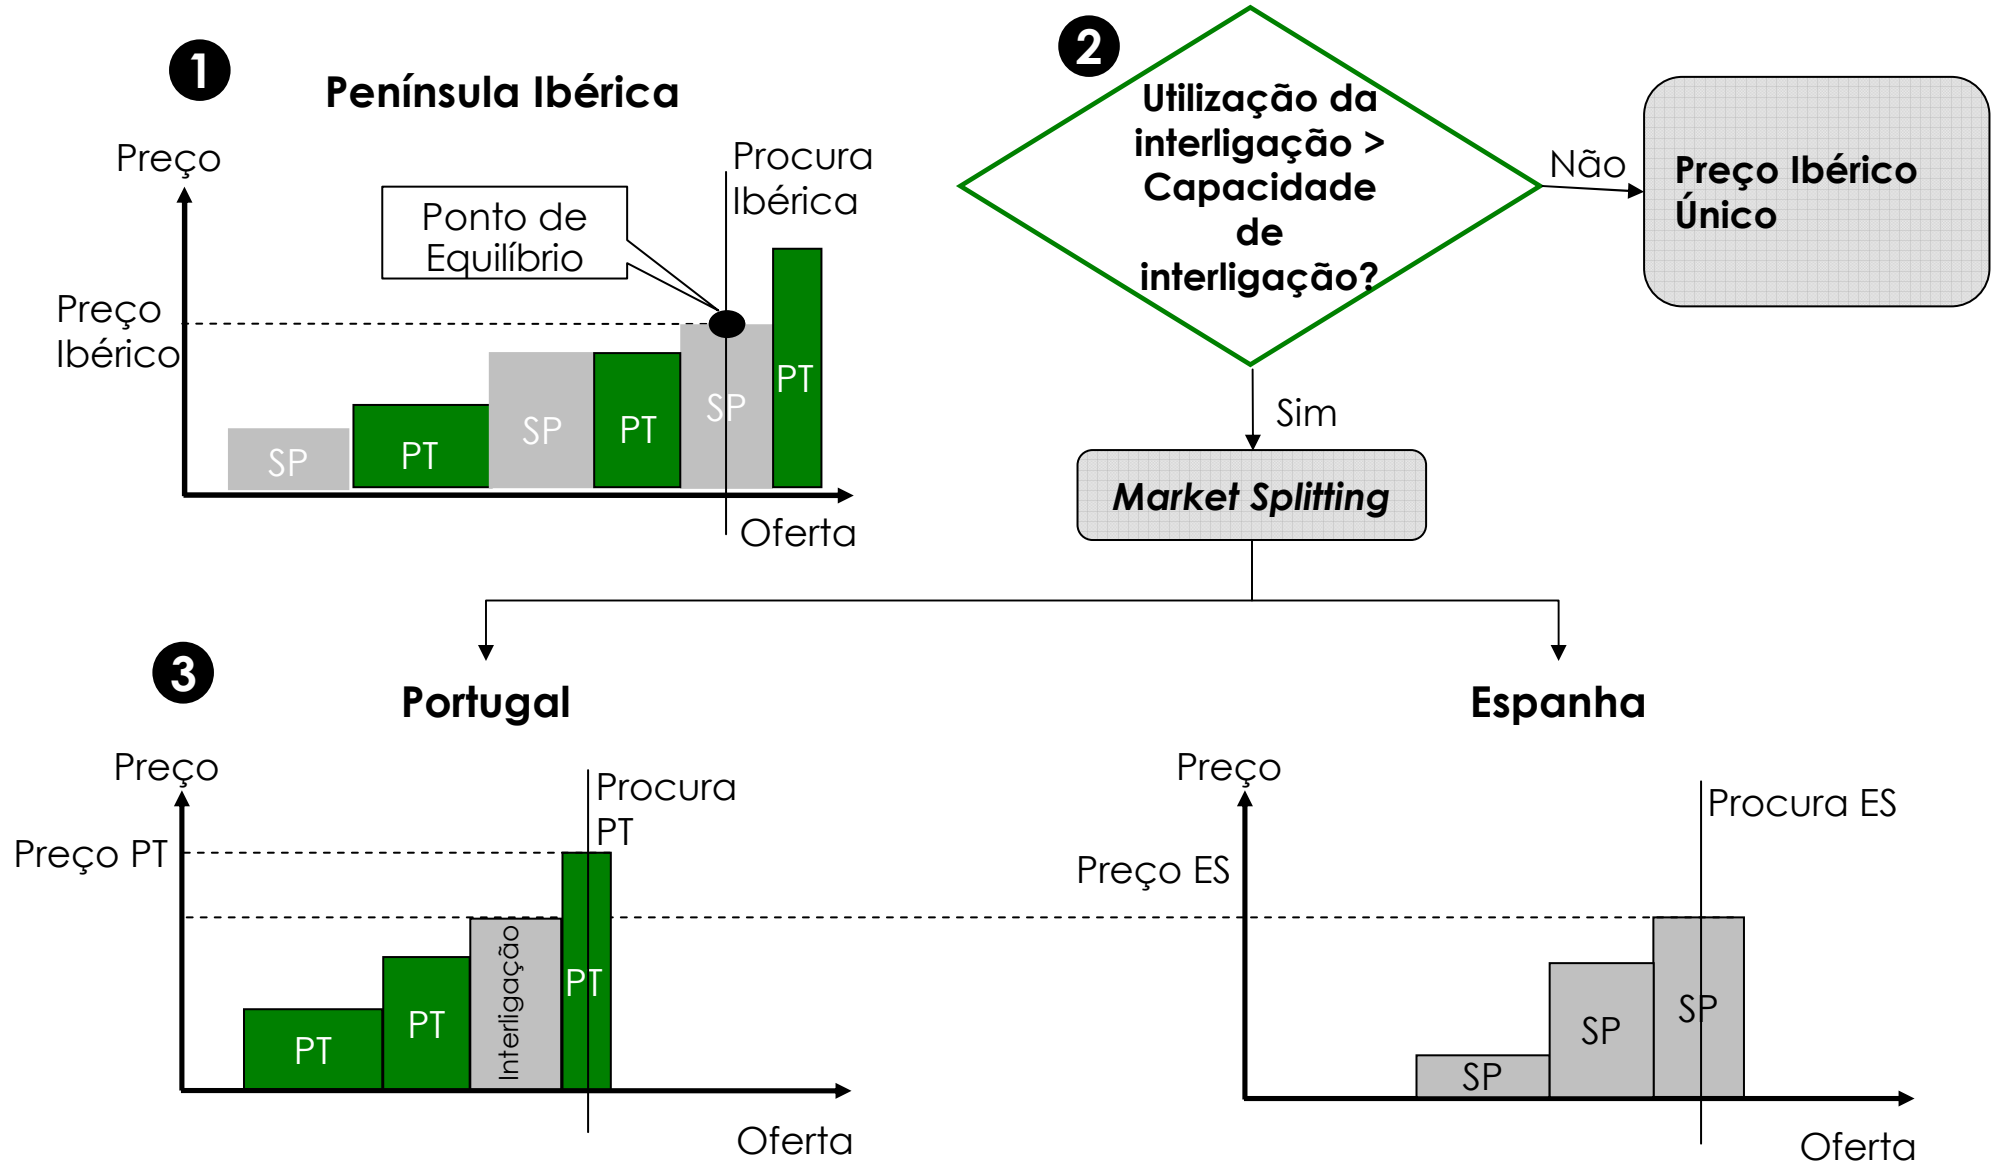 1
Península Ibérica
Preço
Procura
Ibérica
Ponto de
Equilíbrio
Preço
Ibérico
SP
PT
SP
PT
SP
PT
Oferta
2
Utilização da
interligação >
Capacidade
de
interligação?
Não
Preço Ibérico
Único
Sim
Market Splitting
3
Portugal
Preço
Procura
PT
Preço PT
PT
PT
Interligação
PT
Oferta
Espanha
Preço
Procura ES
Preço ES
SP
SP
SP
Oferta